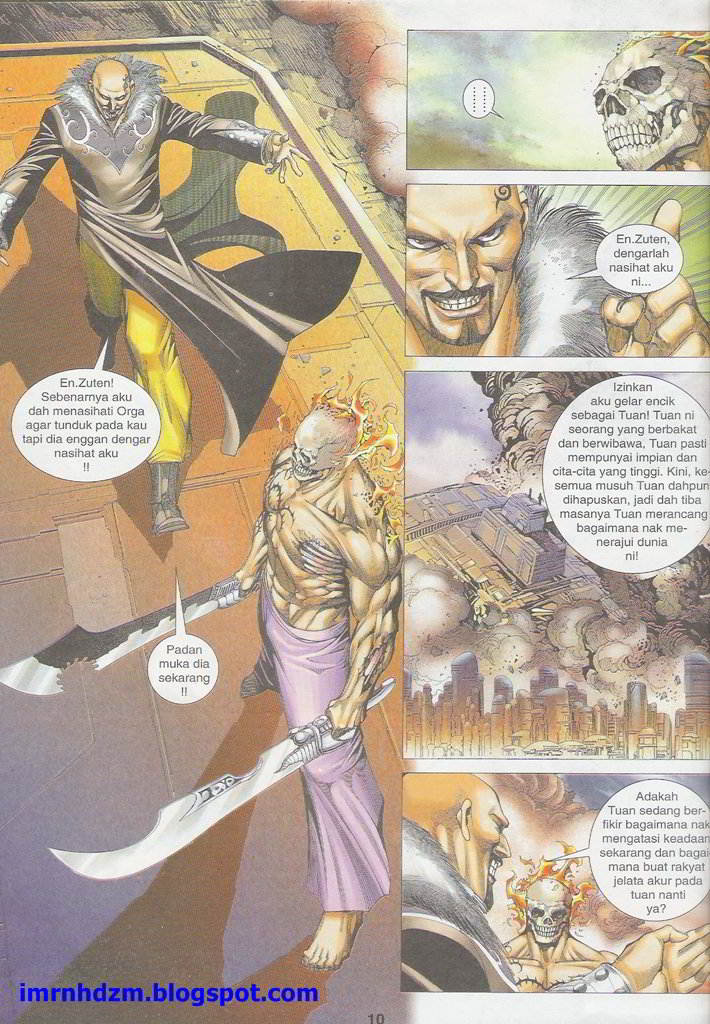 En.Zuten!
Sebenarnya aku
dah menasihati Orga
agar tunduk pada kau
tapi dia enggan dengar
nasihat aku
!!
Padan
muka dia
sekarang
!!
En.Zuten,
dengarlah
nasihat aku
ni...
Izinkan
aku gelar encik
sebagai Tuan! Tuan ni
seorang yang berbakat
dan berwibawa, Tuan pasti
mempunyai impian dan
cita-cita yang tinggi. Kini, ke-
semua musuh Tuan dahpun
dihapuskan, jadi dah tiba
masanya Tuan merancang
bagaimana nak me-
nerajui dunia
ni!
Adakah
Tuan sedang ber-
fikir bagaimana nak
mengatasi keadaan
sekarang dan bagai-
mana buat rakyat
jelata akur pada
tuan nanti
ya?
imrnhdzm.blogspot.com
10